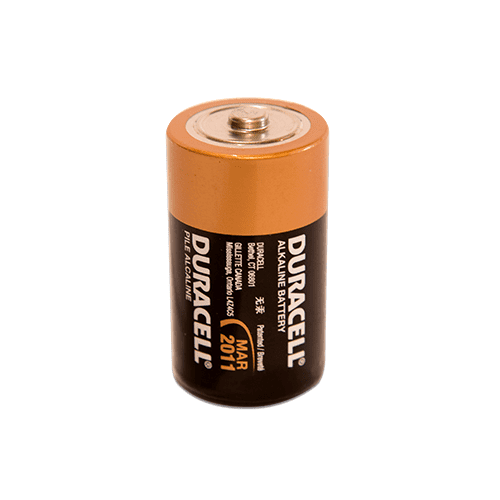 DURACELL®
ALKALINE BATTERY
无汞 Patented / Breveté
DURACELL
Bethel, CT 06801
GILLETTE CANADA
Mississauga, Ontario L4Z4C5
MAR
2011
DURACELL®
PILE ALCALINE